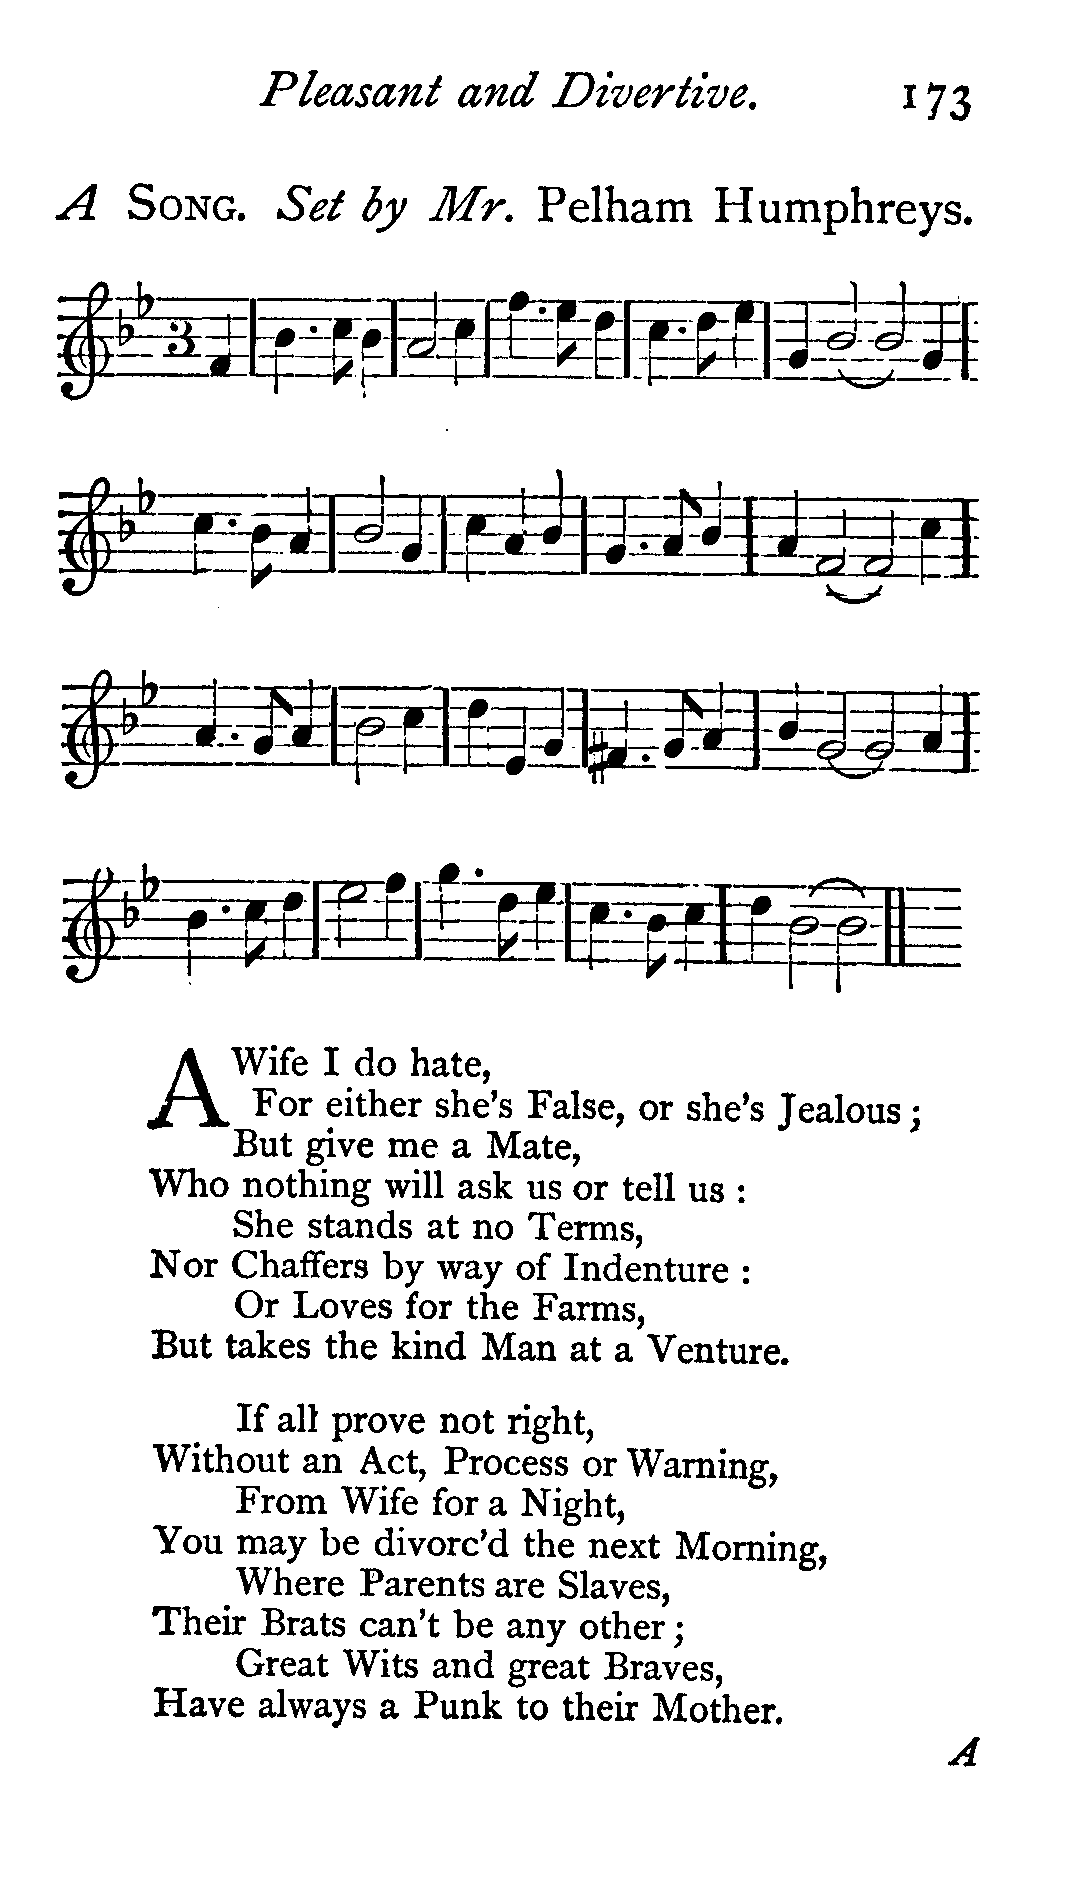 Pleasant and Divertive. 173
A SONG. Set by Mr. Pelham Humphreys.
3
A Wife I do hate,
For either she's False, or she's Jealous;
But give me a Mate,
Who nothing will ask us or tell us:
She stands at no Terms,
Nor Chaffers by way of Indenture:
Or Loves for the Farms,
But takes the kind Man at a Venture.
If all prove not right,
Without an Act, Process or Warning,
From Wife for a Night,
You may be divorc'd the next Morning,
Where Parents are Slaves,
Their Brats can't be any other;
Great Wits and great Braves,
Have always a Punk to their Mother.
A